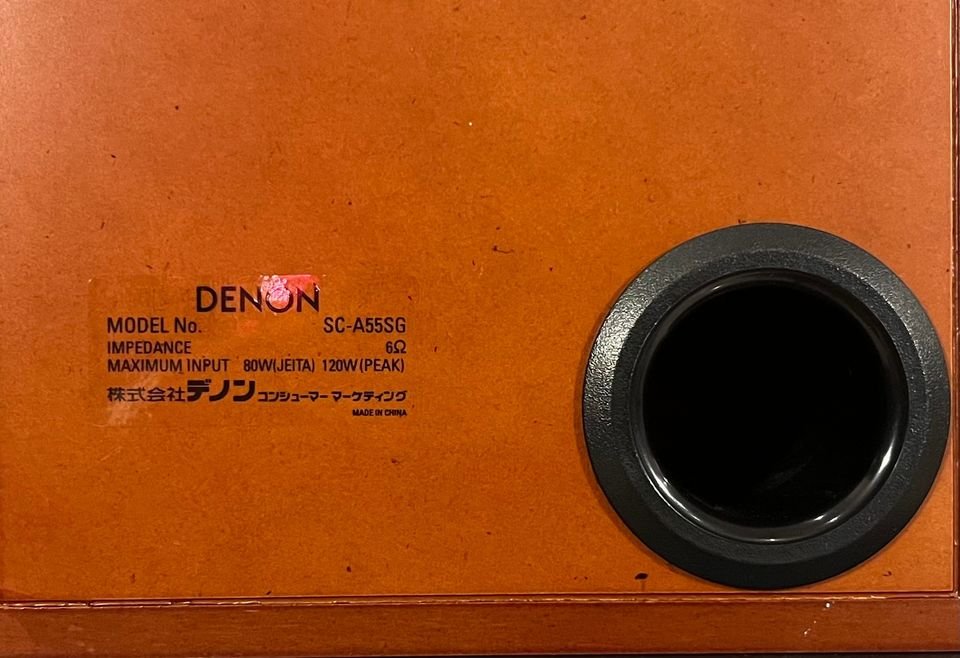 DENON
MODEL No. SC-A55SG
IMPEDANCE 6Ω
MAXIMUM INPUT 80W(JEITA) 120W(PEAK)
株式会社デノン コンシューマー マーケティング
MADE IN CHINA